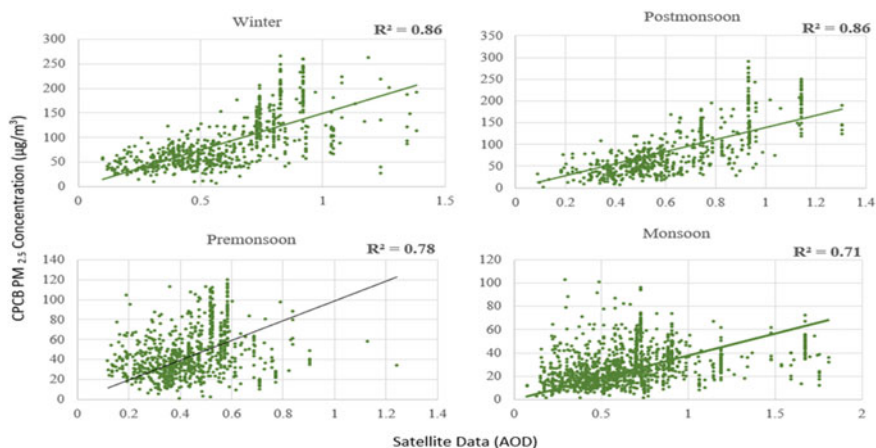 Winter
R² = 0.86
300
250
200
150
100
50
0
0 0.5 1 1.5
Postmonsoon
R² = 0.86
350
300
250
200
150
100
50
0
0 0.2 0.4 0.6 0.8 1 1.2 1.4
CPCB PM 2.5 Concentration (µg/m³)
Premonsoon
R² = 0.78
140
120
100
80
60
40
20
0
0 0.2 0.4 0.6 0.8 1 1.2 1.4
Monsoon
R² = 0.71
120
100
80
60
40
20
0
0 0.5 1 1.5 2
Satellite Data (AOD)